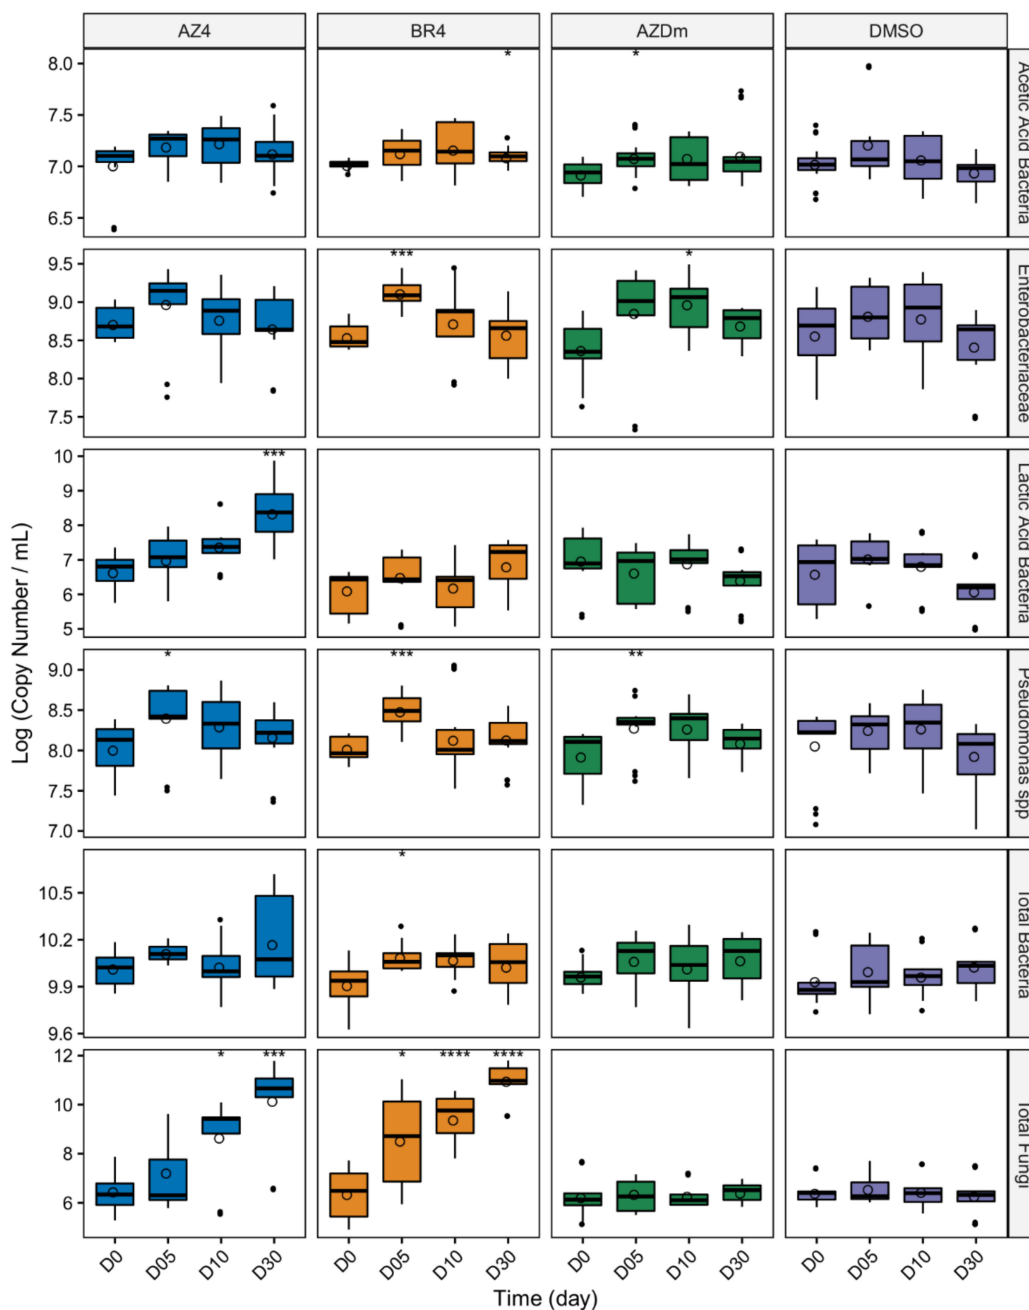 AZ4 BR4 AZDm DMSO
* *
8.0
7.5
7.0
6.5
Acetic Acid Bacteria
*** *
9.5
9.0
8.5
8.0
7.5
Enterobacteriaceae
***
10
9
8
7
6
5
Lactic Acid Bacteria
* *** **
9.0
8.5
8.0
7.5
7.0
Pseudomonas spp
*
10.5
10.2
9.9
9.6
Total Bacteria
* *** * **** ****
12
10
8
6
Total Fungi
Log (Copy Number / mL)
D0 D05 D10 D30 D0 D05 D10 D30 D0 D05 D10 D30 D0 D05 D10 D30
Time (day)